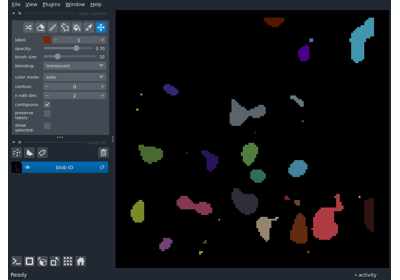 File View Plugins Window Help
label: 1
opacity: 0.70
brush size: 10
blending: translucent
color mode: auto
contour: 0
n edit dim: 2
contiguous:
preserve labels:
show selected:
blob ID
Ready
activity